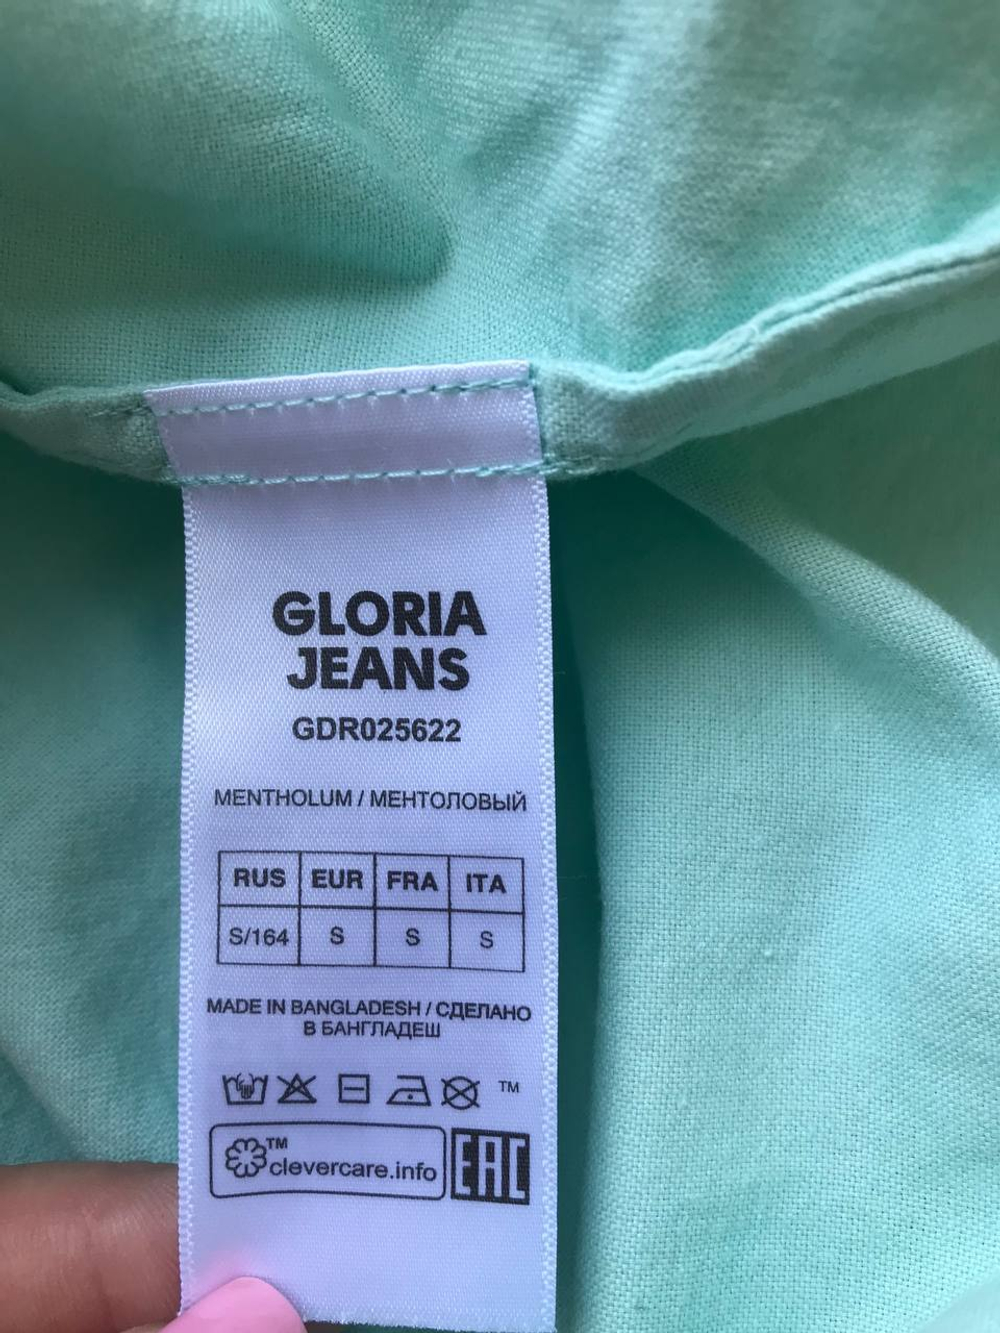 GLORIA
JEANS
GDR025622
MENTHOLUM / МЕНТОЛОВЫЙ
RUS EUR FRA ITA
S/164 S S S
MADE IN BANGLADESH / СДЕЛАНО
В БАНГЛАДЕШ
TM
TM
clevercare.info
EAC